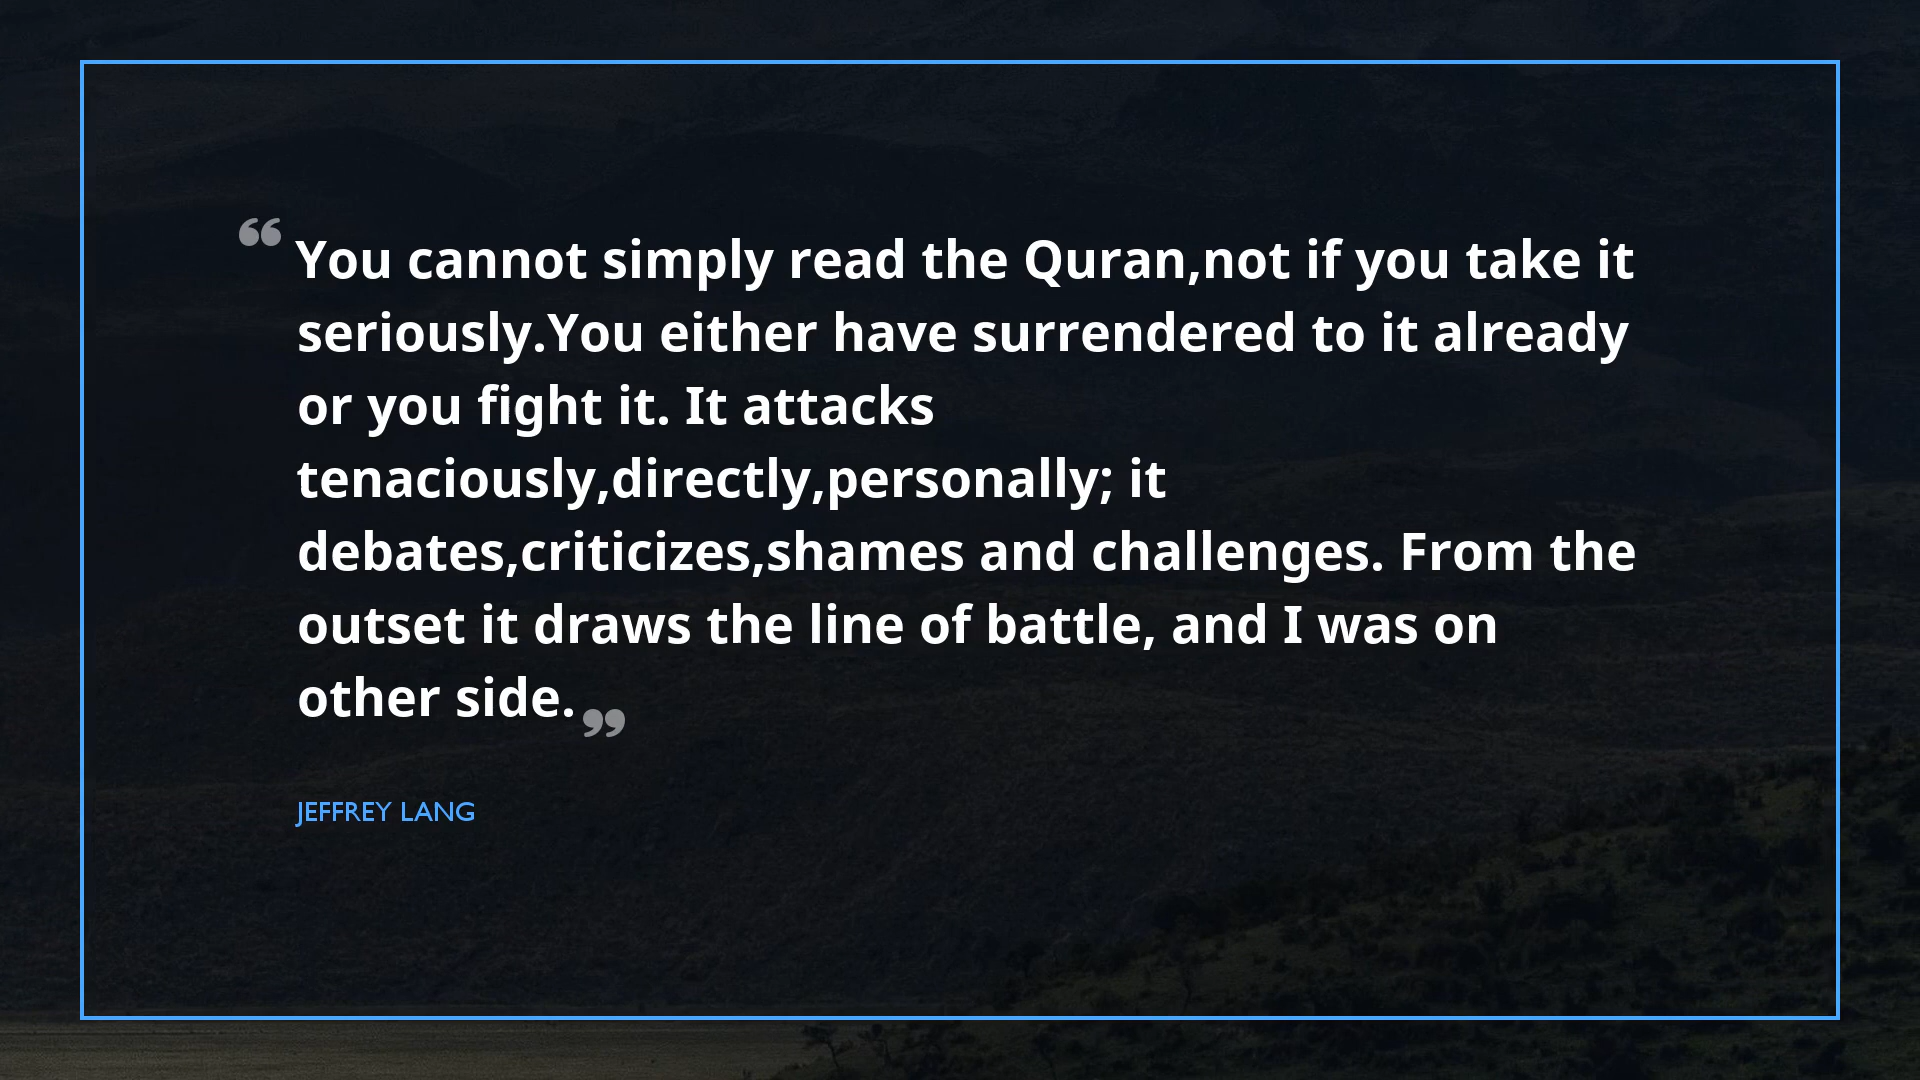 “ You cannot simply read the Quran,not if you take it
seriously.You either have surrendered to it already
or you fight it. It attacks
tenaciously,directly,personally; it
debates,criticizes,shames and challenges. From the
outset it draws the line of battle, and I was on
other side. ”
JEFFREY LANG